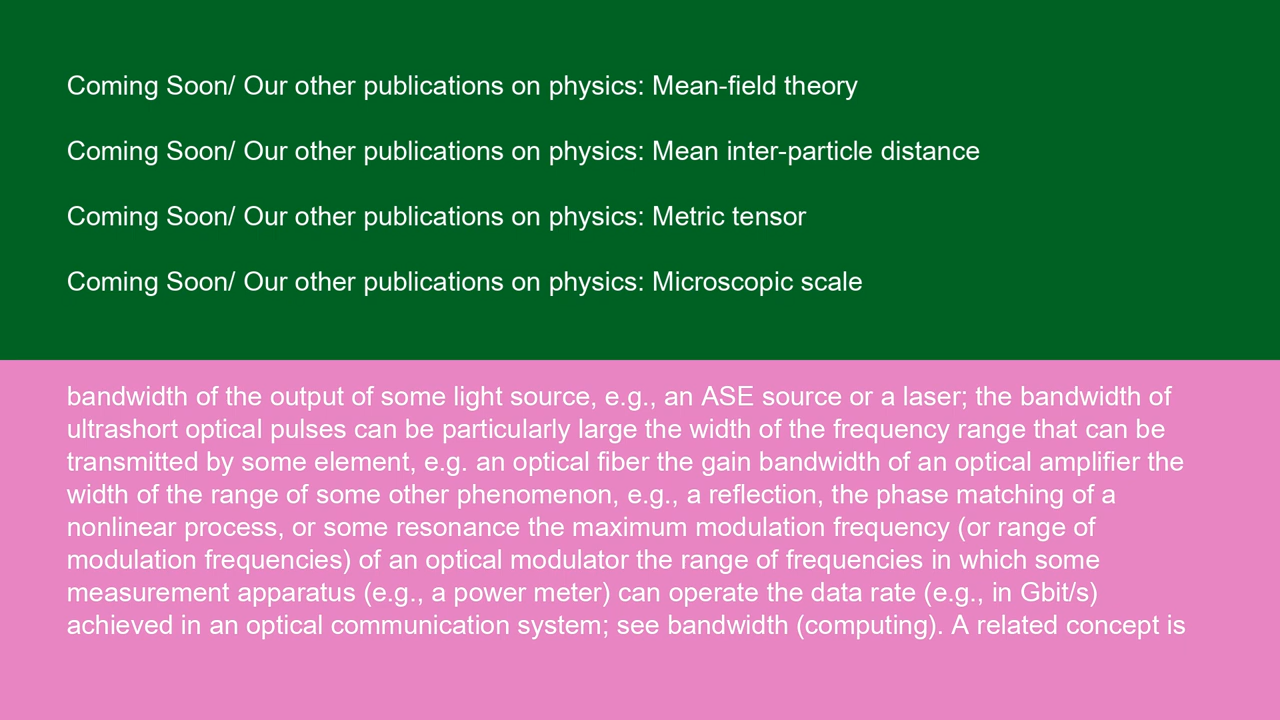 Coming Soon/ Our other publications on physics: Mean-field theory
Coming Soon/ Our other publications on physics: Mean inter-particle distance
Coming Soon/ Our other publications on physics: Metric tensor
Coming Soon/ Our other publications on physics: Microscopic scale
bandwidth of the output of some light source, e.g., an ASE source or a laser; the bandwidth of
ultrashort optical pulses can be particularly large the width of the frequency range that can be
transmitted by some element, e.g. an optical fiber the gain bandwidth of an optical amplifier the
width of the range of some other phenomenon, e.g., a reflection, the phase matching of a
nonlinear process, or some resonance the maximum modulation frequency (or range of
modulation frequencies) of an optical modulator the range of frequencies in which some
measurement apparatus (e.g., a power meter) can operate the data rate (e.g., in Gbit/s)
achieved in an optical communication system; see bandwidth (computing). A related concept is